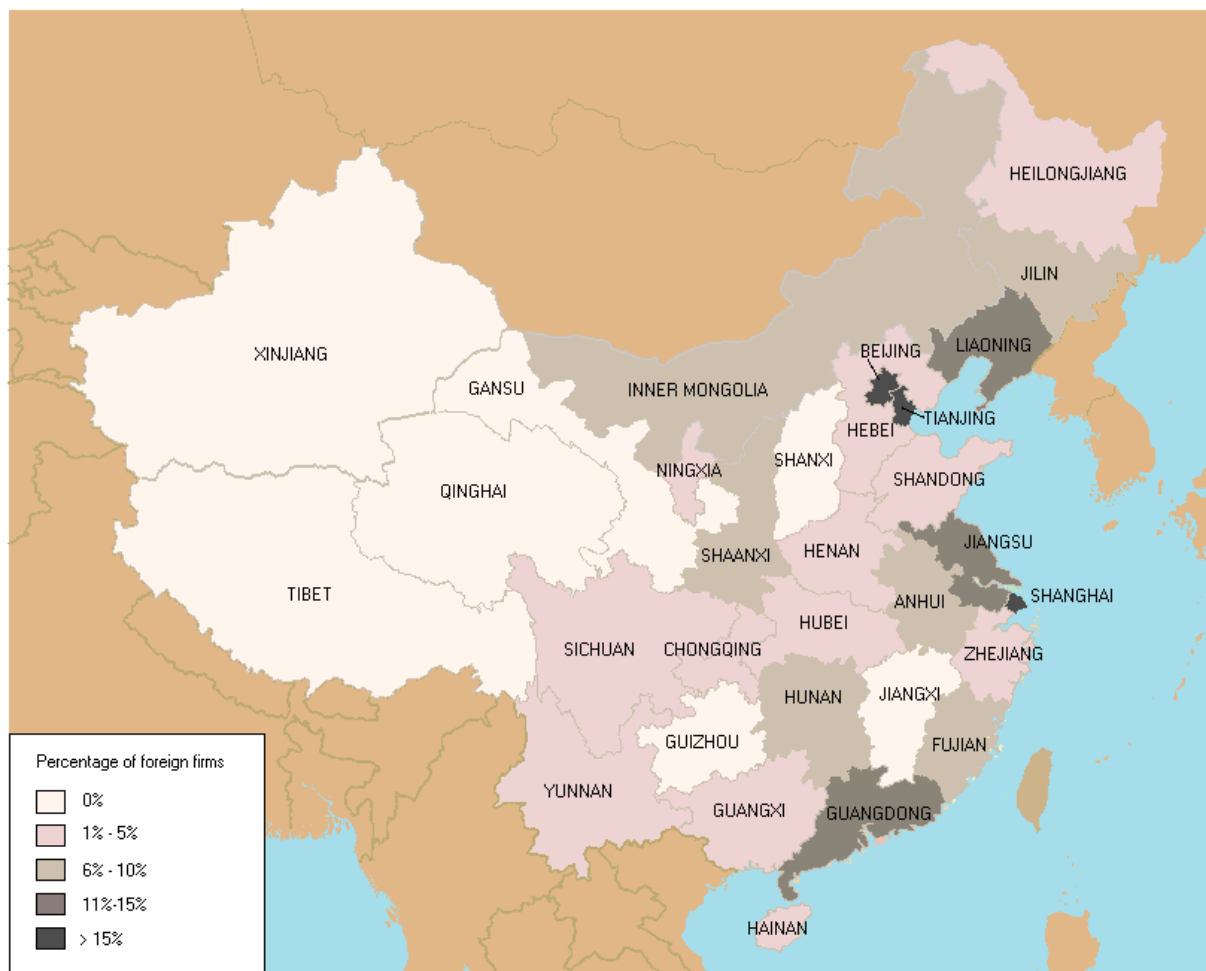 HEILONGJIANG
JILIN
LIAONING
BEIJING
XINJIANG
GANSU
INNER MONGOLIA
TIANJING
HEBEI
SHANXI
NINGXIA
SHANDONG
QINGHAI
JIANGSU
HENAN
SHAANXI
TIBET
SHANGHAI
ANHUI
HUBEI
SICHUAN
CHONGQING
ZHEJIANG
HUNAN
JIANGXI
GUIZHOU
FUJIAN
YUNNAN
GUANGXI
GUANGDONG
HAINAN
Percentage of foreign firms
0%
1% - 5%
6% - 10%
11%-15%
> 15%